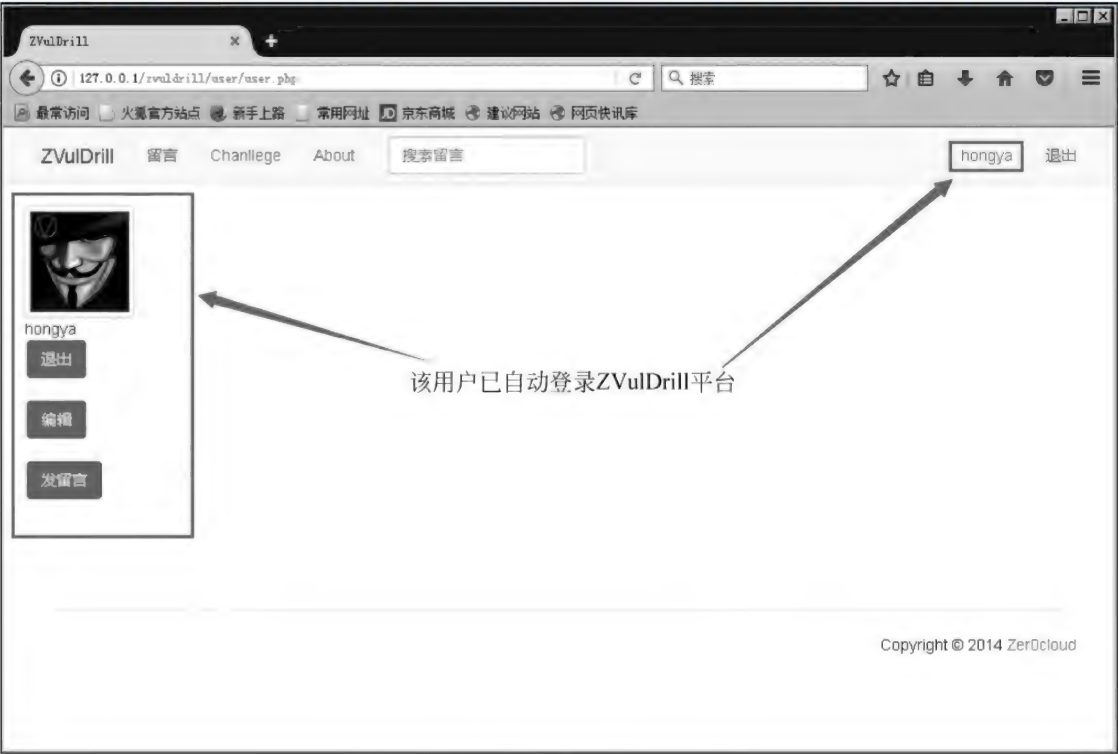 ZVulDrill
127.0.0.1/zvuldrill/user/user.php
搜索
最常访问 火狐官方站点 新手上路 常用网址 JD 京东商城 建议网站 网页快讯库
ZVulDrill 留言 Chanllege About 搜索留言 hongya 退出
hongya
退出
该用户已自动登录ZVulDrill平台
编辑
发留言
Copyright © 2014 Zer0cloud